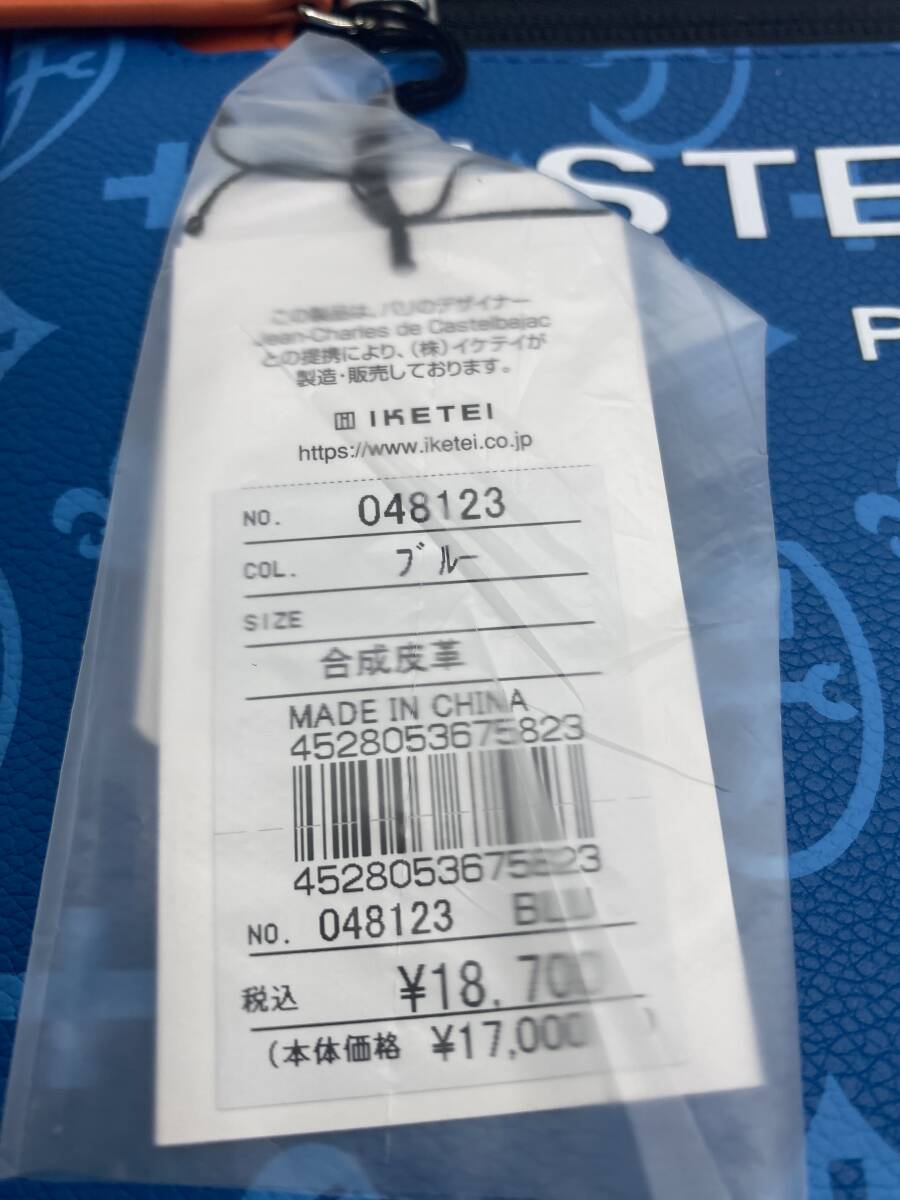 STE
P
この製品は、パリのデザイナー
Jean-Charles de Castelbajac
との提携により、(株)イケテイが
製造・販売しております。
IKETEI
https://www.iketei.co.jp
NO. 048123
COL. ブルー
SIZE
合成皮革
MADE IN CHINA
4528053675823
4528053675823
NO. 048123 BLU
税込 ¥18,700
(本体価格 ¥17,000 )